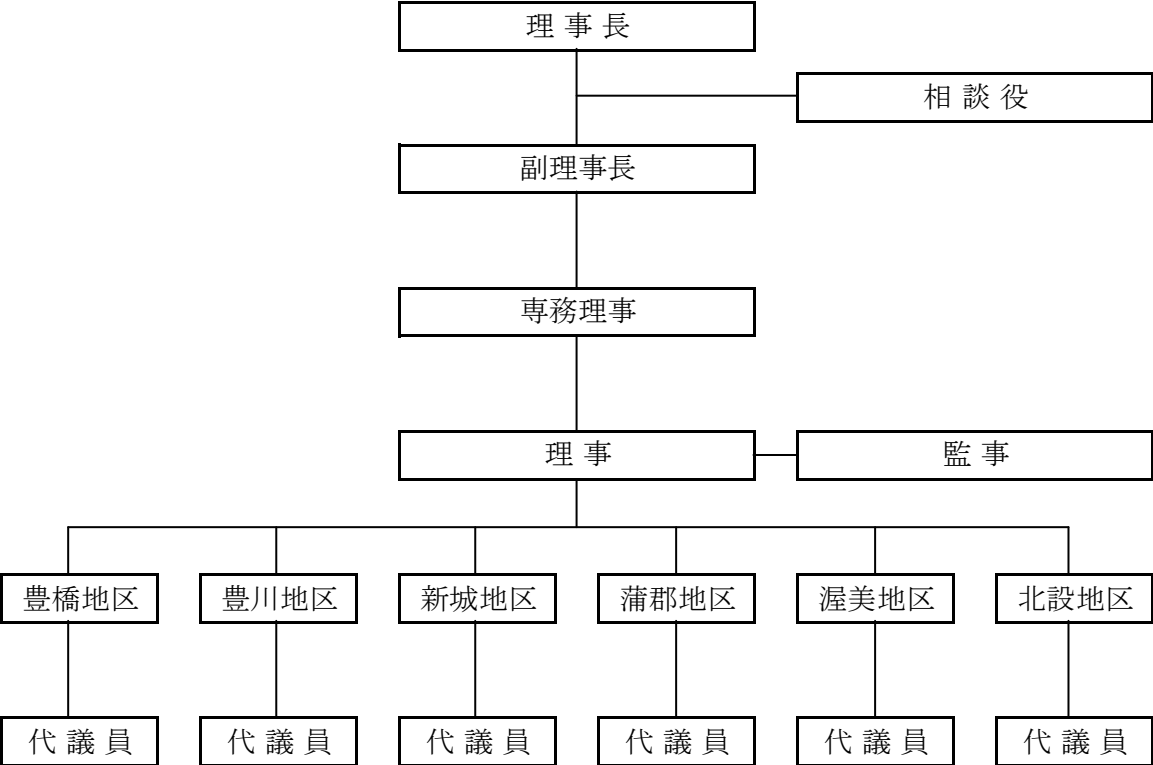 理 事 長
相 談 役
副理事長
専務理事
理 事
監 事
豊橋地区
豊川地区
新城地区
蒲郡地区
渥美地区
北設地区
代 議 員
代 議 員
代 議 員
代 議 員
代 議 員
代 議 員